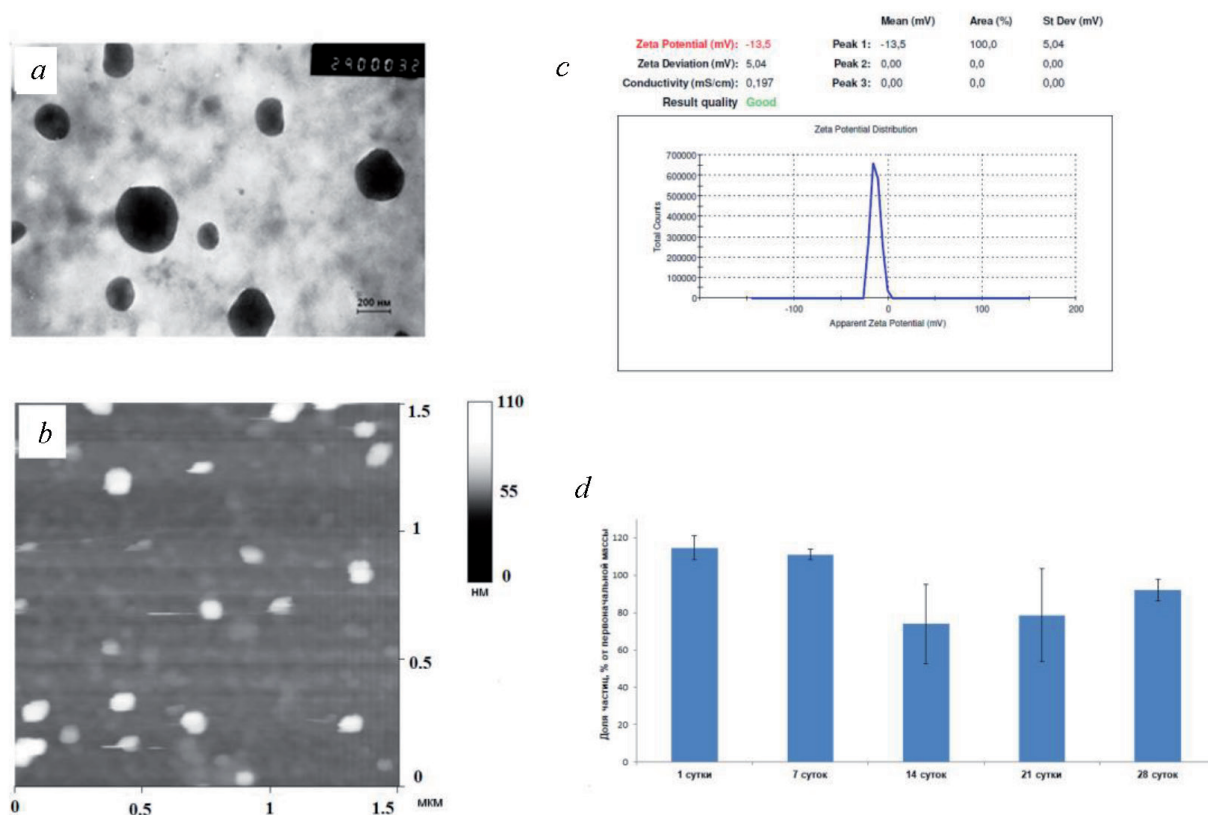 a
2900032
200 нм
c
Mean (mV) Area (%) St Dev (mV)
Zeta Potential (mV): -13,5 Peak 1: -13,5 100,0 5,04
Zeta Deviation (mV): 5,04 Peak 2: 0,00 0,0 0,00
Conductivity (mS/cm): 0,197 Peak 3: 0,00 0,0 0,00
Result quality Good
Zeta Potential Distribution
Total Counts
700000
600000
500000
400000
300000
200000
100000
0
-100 0 100 200
Apparent Zeta Potential (mV)
b
1.5
1
0.5
0
0 0.5 1 1.5 мкм
110
55
0
нм
d
Доля частиц, % от первоначальной массы
120
100
80
60
40
20
0
1 сутки 7 суток 14 суток 21 сутки 28 суток